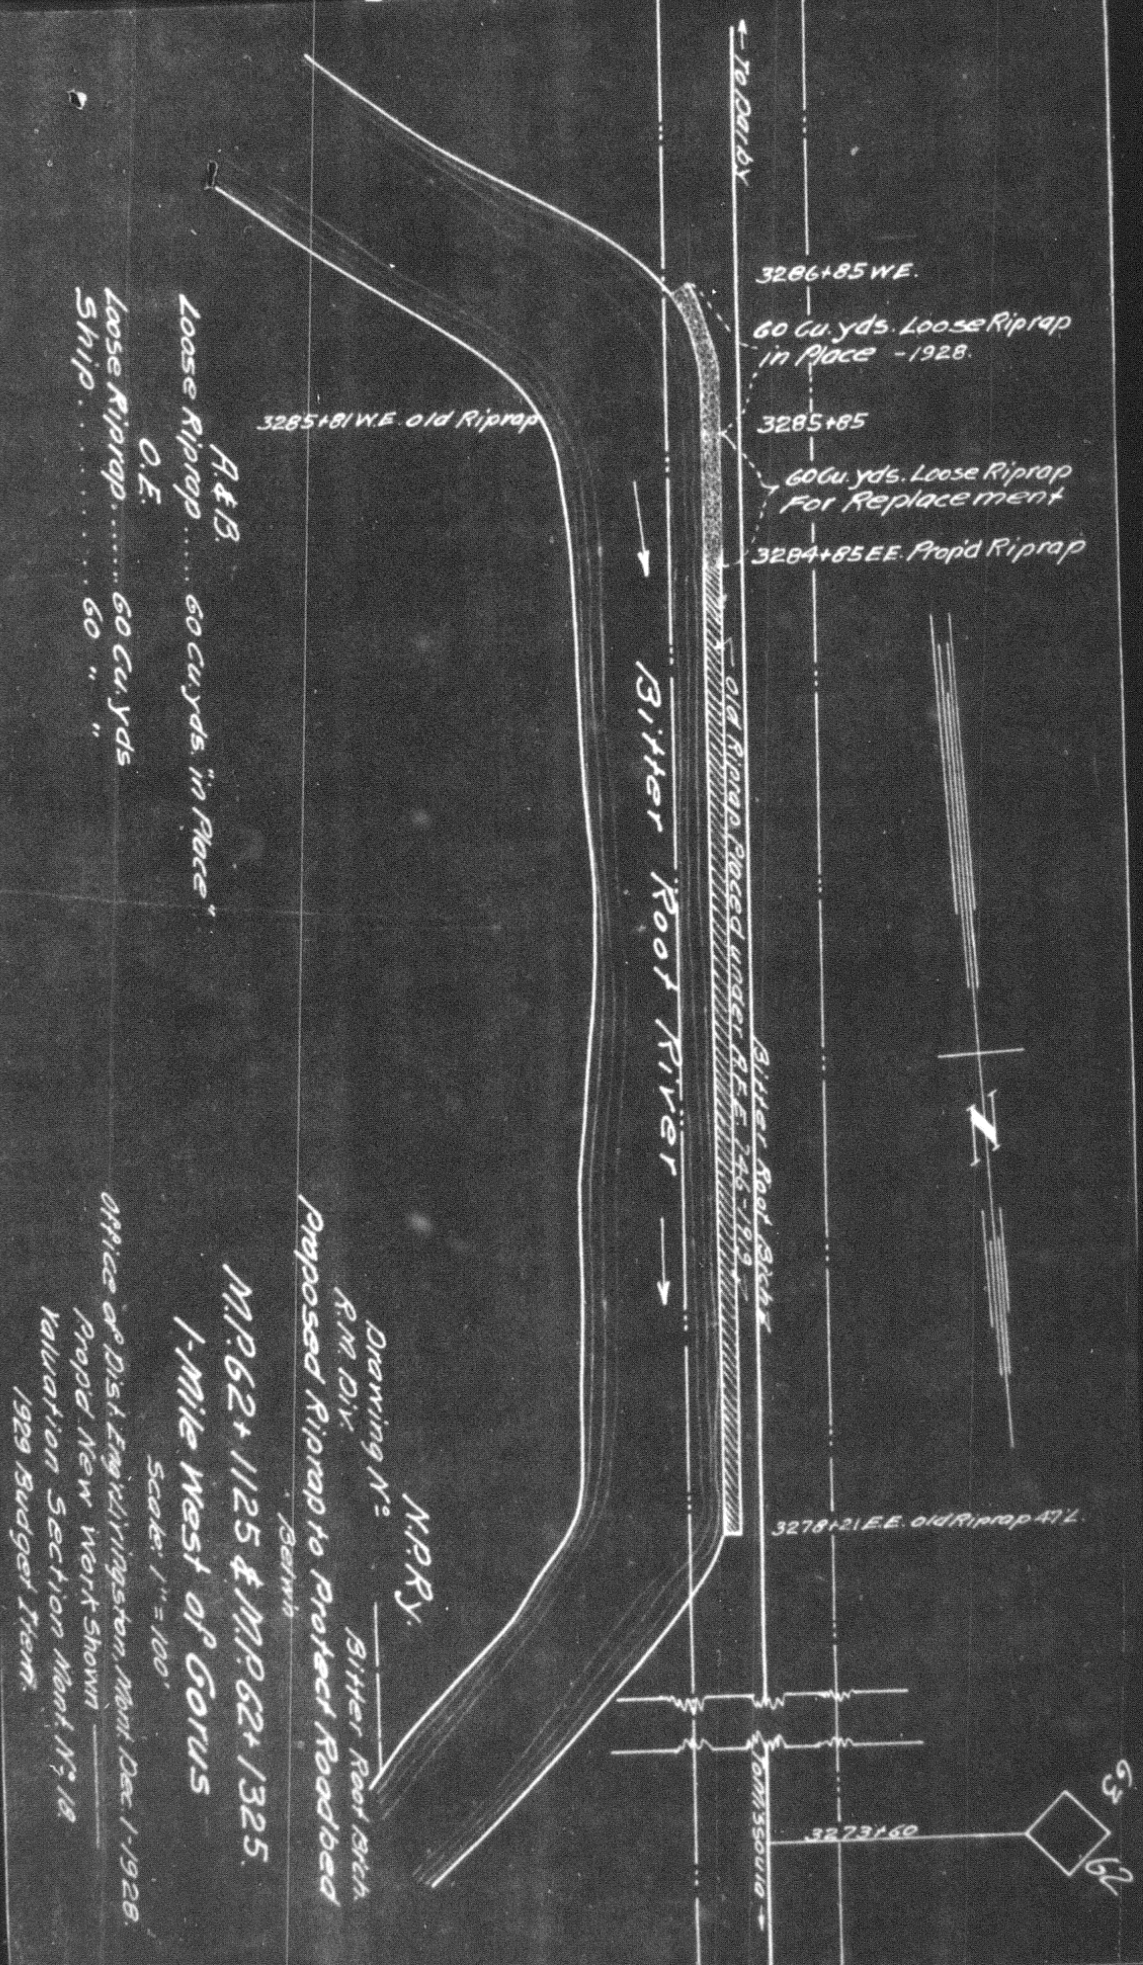 ← To Darby
3286+85 W.E.
60 Cu. yds. Loose Riprap
in Place - 1928.
3285+85
60 Cu. yds. Loose Riprap
For Replacement
3284+85 E.E. Prop'd Riprap
3285+81 W.E. old Riprap
old Riprap Placed under A.F.E. 746-1919
Bitter Root Brch.
Bitter Root River
N
3278+21 E.E. old Riprap 47'L.
To Missoula →
3273+60
63
62
A. & B.
Loose Riprap ..... 60 Cu. yds. "in Place"
O.E.
Loose Riprap ...... 60 Cu. yds
Ship .......... 60 "  "
N.P.Ry.
Drawing No.
R.M. Div. Bitter Root Brch.
Proposed Riprap to Protect Roadbed
M.P.62+1125 & M.P.62+1325.
1-Mile West of Gorus
Scale: 1"=100'.
Office of Dist. Engr. Livingston, Mont. Dec. 1-1928.
Prop'd New Work Shown
Valuation Section Mont. No. 18
1929 Budget Item.